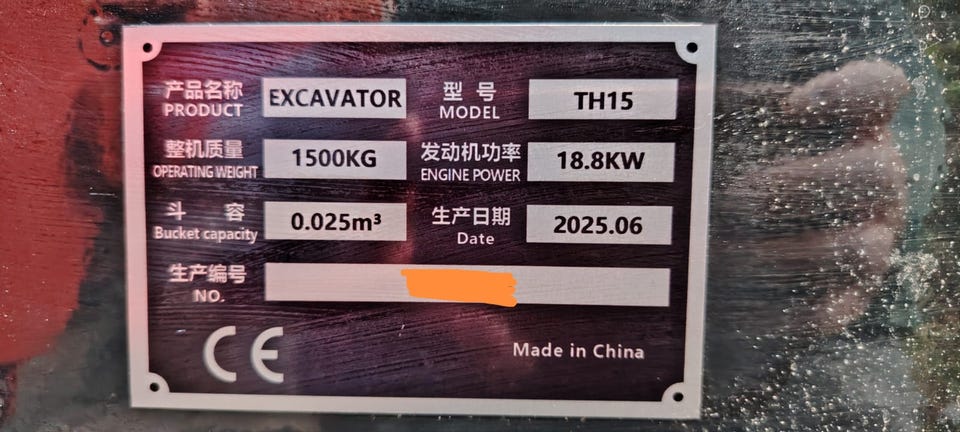 产品名称 EXCAVATOR 型号 TH15
PRODUCT MODEL
整机质量 1500KG 发动机功率 18.8KW
OPERATING WEIGHT ENGINE POWER
斗容 0.025m³ 生产日期 2025.06
Bucket capacity Date
生产编号
NO.
CE
Made in China